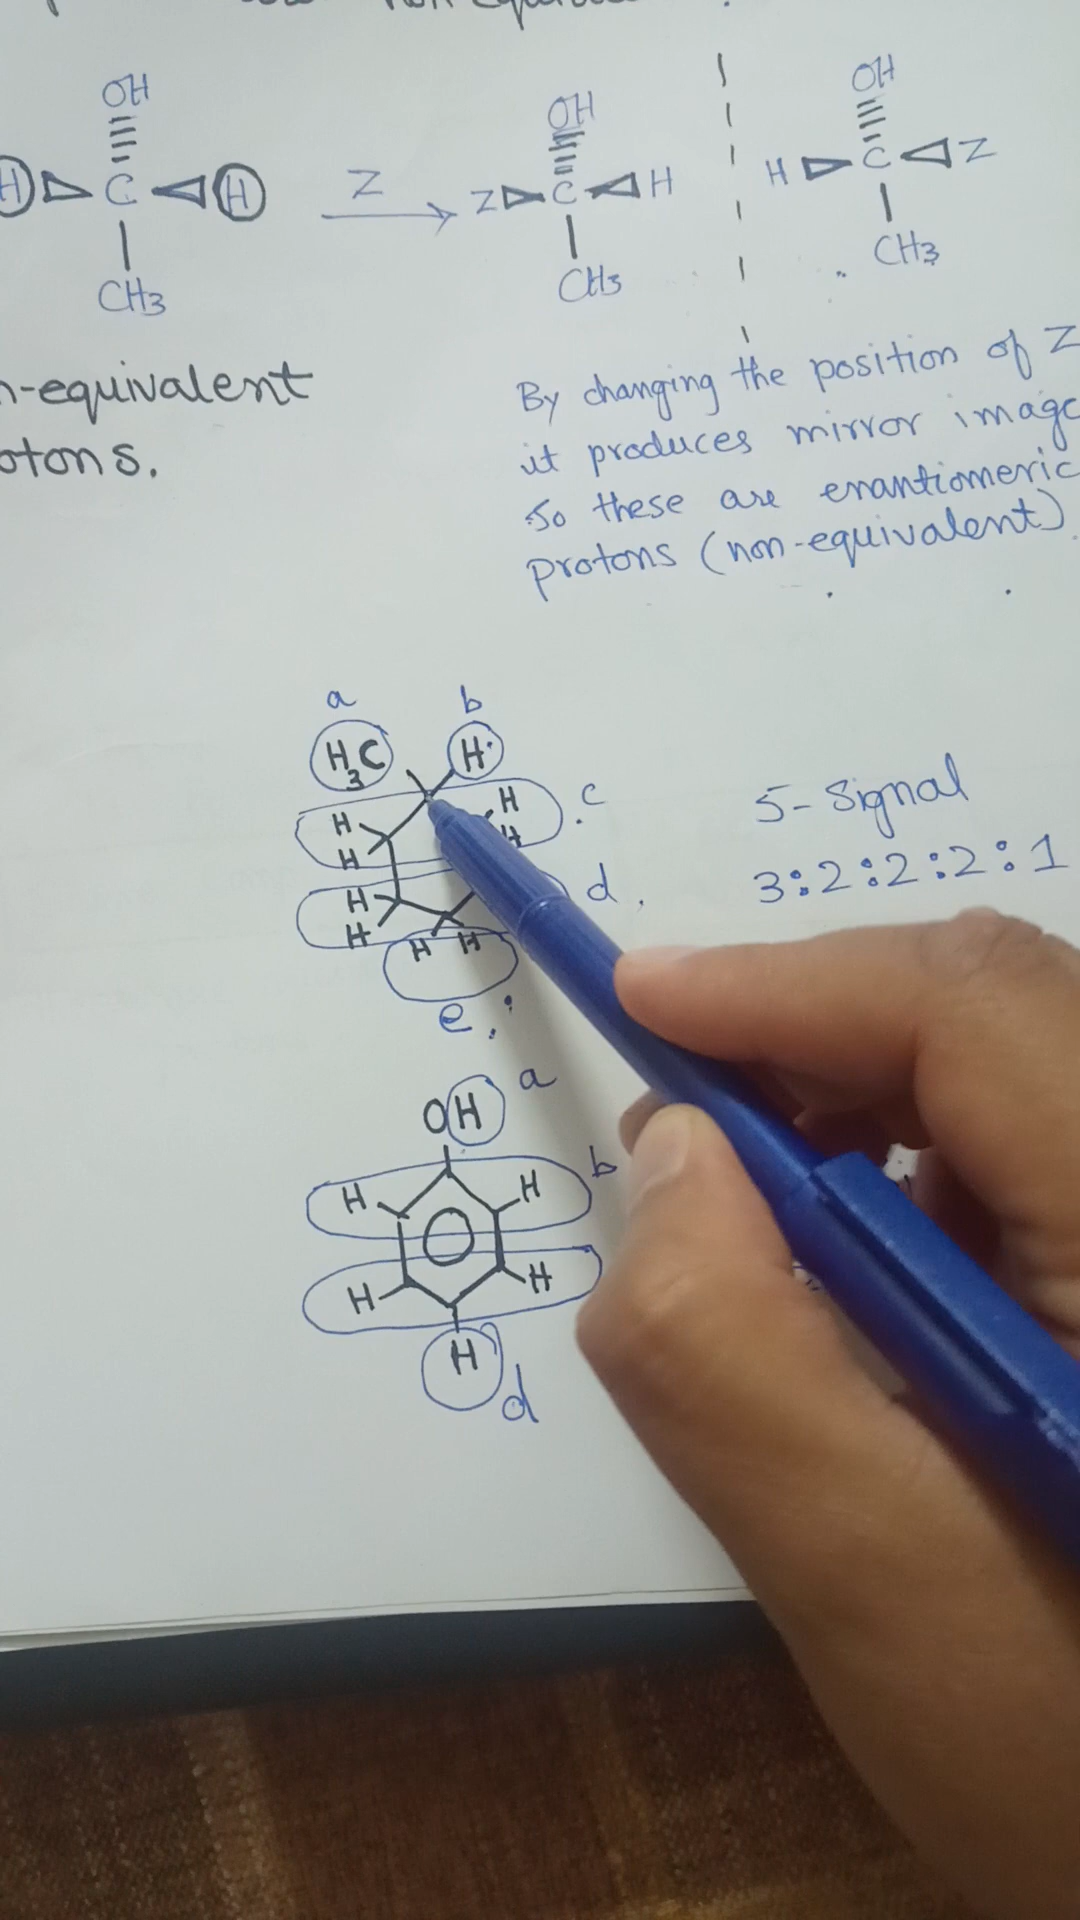 OH OH OH
H C H Z Z C H H C Z
CH3 CH3 CH3
n-equivalent
otons.
By changing the position of Z
it produces mirror image
so these are enantiomeric
protons (non-equivalent).
a b
H3C H
H H c
H H
H d.
H
H H
e
5-Signal
3:2:2:2:1
a
OH
b
H H
H H
H
d